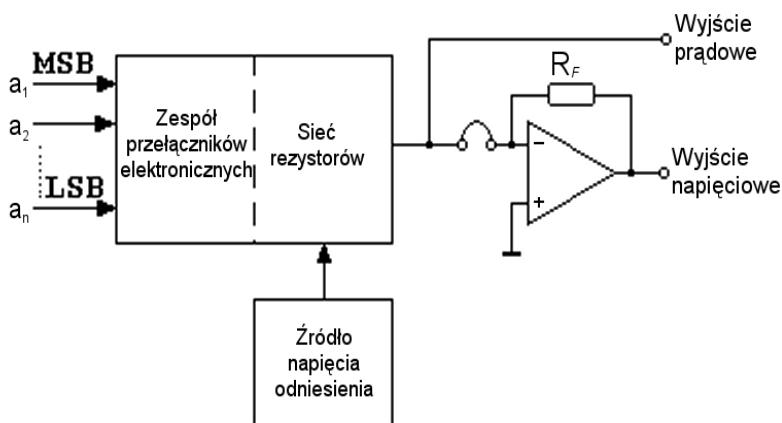 MSB
a1
a2
LSB
an
Zespół
przełączników
elektronicznych
Sieć
rezystorów
Źródło
napięcia
odniesienia
RF
−
+
Wyjście
prądowe
Wyjście
napięciowe